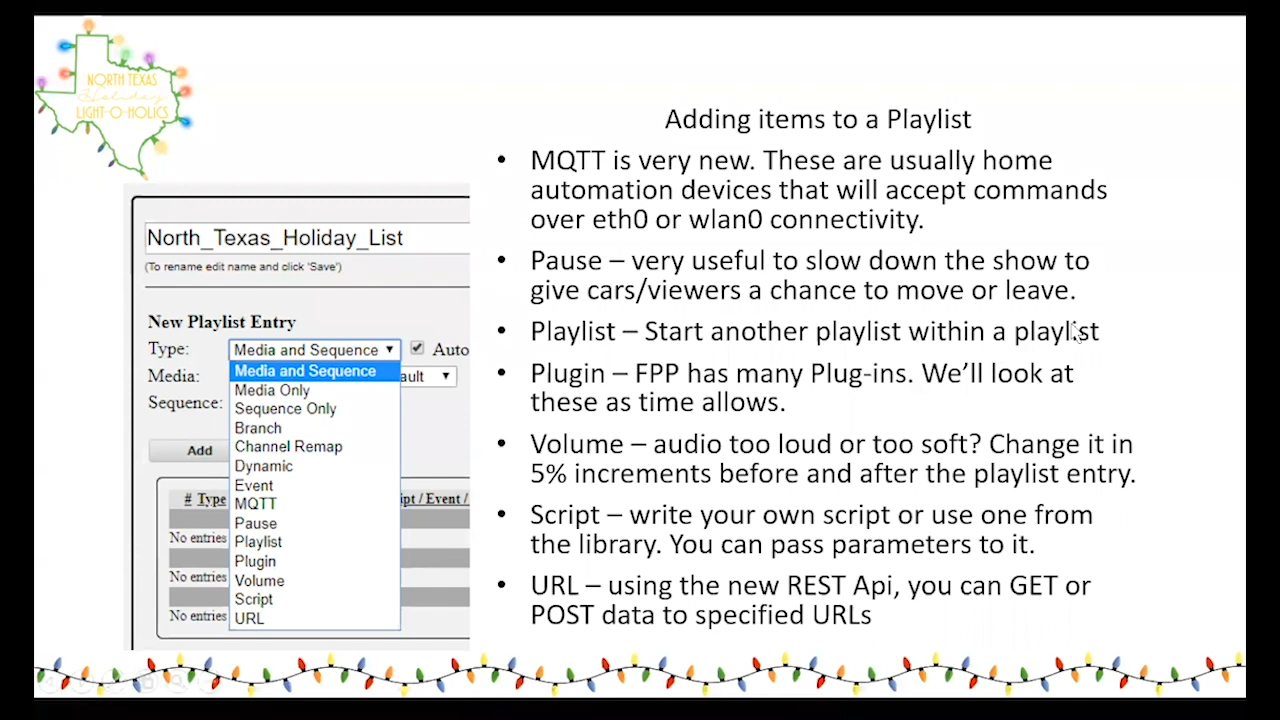 NORTH TEXAS
Holiday
LIGHT-O-HOLICS
Adding items to a Playlist
• MQTT is very new. These are usually home
automation devices that will accept commands
over eth0 or wlan0 connectivity.
• Pause – very useful to slow down the show to
give cars/viewers a chance to move or leave.
• Playlist – Start another playlist within a playlist
• Plugin – FPP has many Plug-ins. We’ll look at
these as time allows.
• Volume – audio too loud or too soft? Change it in
5% increments before and after the playlist entry.
• Script – write your own script or use one from
the library. You can pass parameters to it.
• URL – using the new REST Api, you can GET or
POST data to specified URLs
North_Texas_Holiday_List
(To rename edit name and click 'Save')
New Playlist Entry
Type: Media and Sequence Auto
Media: ault
Sequence:
Media and Sequence
Media Only
Sequence Only
Branch
Channel Remap
Dynamic
Event
MQTT
Pause
Playlist
Plugin
Volume
Script
URL
Add
# Type ipt / Event /
No entries
No entries
No entries